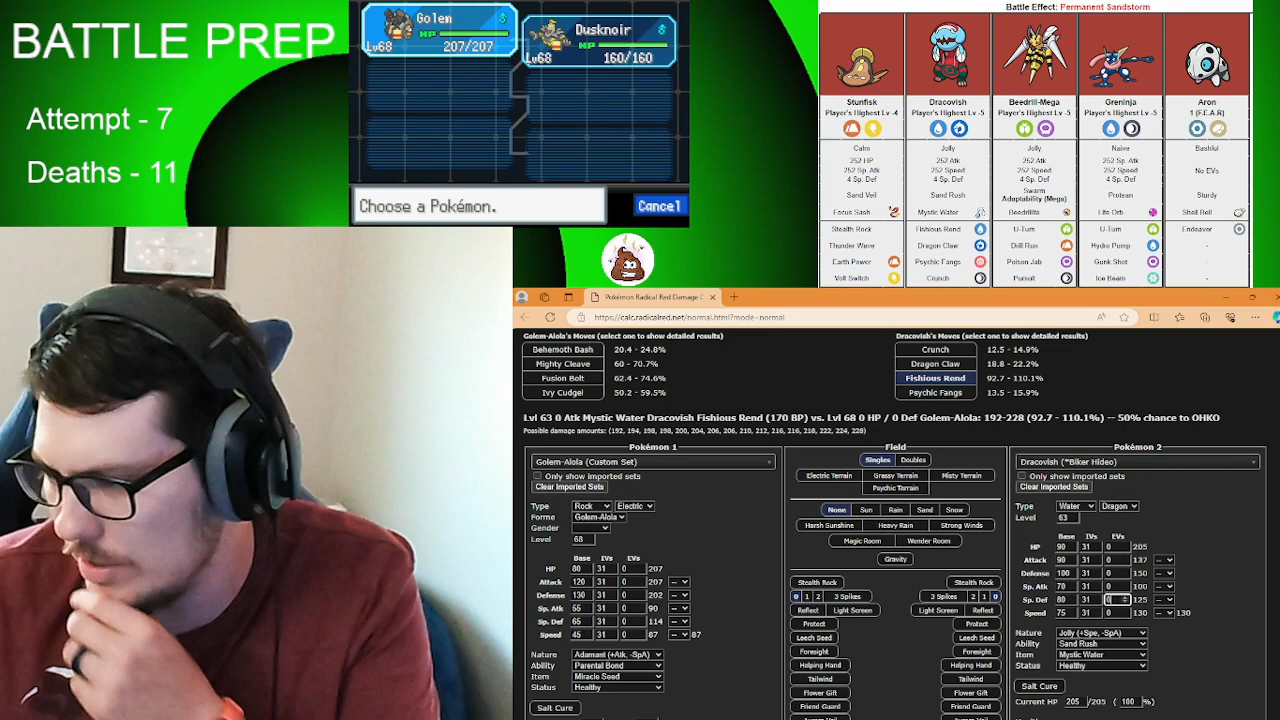 BATTLE PREP
Attempt - 7
Deaths - 11
Golem
HP
Lv68 207/207
Dusknoir
HP
Lv68 160/160
Choose a Pokémon.
Cancel
Battle Effect: Permanent Sandstorm
Stunfisk Dracovish Beedrill-Mega Greninja Aron
Player's Highest Lv -4 Player's Highest Lv -5 Player's Highest Lv -5 Player's Highest Lv -5 1 (F.E.A.R)
Calm Jolly Jolly Naive Bashful
252 HP 252 Atk 252 Atk 252 Sp. Atk No EVs
252 Sp. Atk 252 Speed 252 Speed 252 Speed
4 Sp. Def 4 Sp. Def 4 Sp. Def 4 Sp. Def
Sand Veil Sand Rush Swarm Protean Sturdy
Adaptability (Mega)
Focus Sash Mystic Water Beedrillite Life Orb Shell Bell
Stealth Rock Fishious Rend U-Turn U-Turn Endeavor
Thunder Wave Dragon Claw Drill Run Hydro Pump -
Earth Power Psychic Fangs Poison Jab Gunk Shot -
Volt Switch Crunch Pursuit Ice Beam -
Pokémon Radical Red Damage C
https://calc.radicalred.net/normal.html?mode=normal
Golem-Alola's Moves (select one to show detailed results) Dracovish's Moves (select one to show detailed results)
Behemoth Bash 20.4 - 24.8% Crunch 12.5 - 14.9%
Mighty Cleave 60 - 70.7% Dragon Claw 18.8 - 22.2%
Fusion Bolt 62.4 - 74.6% Fishious Rend 92.7 - 110.1%
Ivy Cudgel 50.2 - 59.5% Psychic Fangs 13.5 - 15.9%
Lvl 63 0 Atk Mystic Water Dracovish Fishious Rend (170 BP) vs. Lvl 68 0 HP / 0 Def Golem-Alola: 192-228 (92.7 - 110.1%) -- 50% chance to OHKO
Possible damage amounts: (192, 194, 198, 198, 200, 204, 206, 206, 210, 212, 216, 216, 218, 222, 224, 228)
Pokémon 1 Field Pokémon 2
Golem-Alola (Custom Set) Singles Doubles Dracovish (*Biker Hideo)
Only show imported sets Electric Terrain Grassy Terrain Misty Terrain Only show imported sets
Clear Imported Sets Psychic Terrain Clear Imported Sets
Type Rock Electric None Sun Rain Sand Snow Type Water Dragon
Forme Golem-Alola Level 63
Gender Harsh Sunshine Heavy Rain Strong Winds
Level 68 Magic Room Wonder Room
Gravity
Base IVs EVs
HP 80 31 0 207
Attack 120 31 0 207 --
Defense 130 31 0 202 --
Sp. Atk 55 31 0 90 --
Sp. Def 65 31 0 114 --
Speed 45 31 0 87 -- 87
Nature Adamant (+Atk, -SpA)
Ability Parental Bond
Item Miracle Seed
Status Healthy
Salt Cure
Stealth Rock Stealth Rock
0 1 2 3 Spikes 3 Spikes 2 1 0
Reflect Light Screen Light Screen Reflect
Protect Protect
Leech Seed Leech Seed
Foresight Foresight
Helping Hand Helping Hand
Tailwind Tailwind
Flower Gift Flower Gift
Friend Guard Friend Guard
Aurora Veil Aurora Veil
Base IVs EVs
HP 90 31 0 205
Attack 90 31 0 137 --
Defense 100 31 0 150 --
Sp. Atk 70 31 0 100 --
Sp. Def 80 31 0 125 --
Speed 75 31 0 130 -- 130
Nature Jolly (+Spe, -SpA)
Ability Sand Rush
Item Mystic Water
Status Healthy
Salt Cure
Current HP 205 /205 ( 100 %)